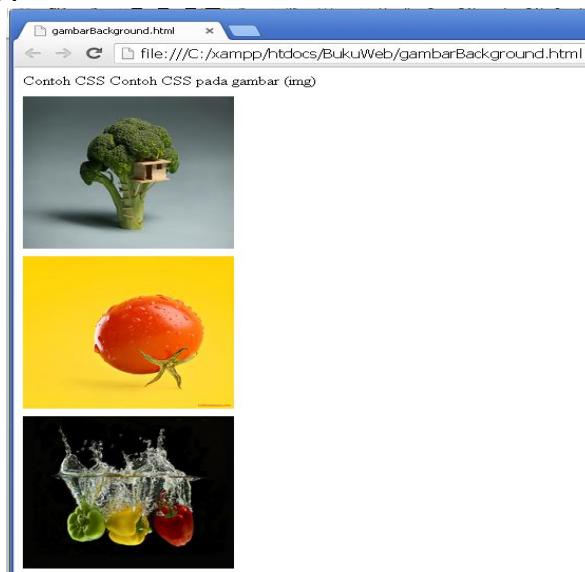 gambarBackground.html
file:///C:/xampp/htdocs/BukuWeb/gambarBackground.html
Contoh CSS Contoh CSS pada gambar (img)